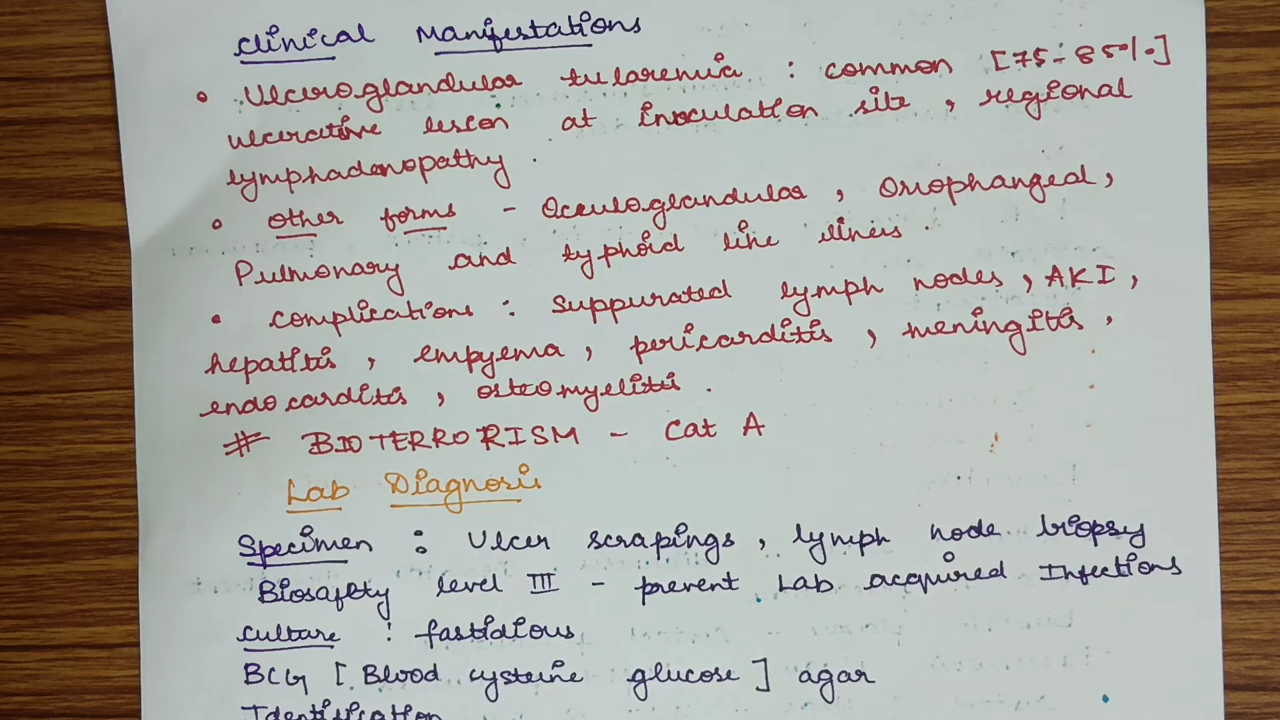 Clinical Manifestations
• Ulceroglandular tularemia : common [75-85%]
ulcerative lesion at inoculation site, regional
lymphadenopathy.
• Other forms - Oculoglandular, Orophangeal,
Pulmonary and typhoid like illness.
• complications : Suppurated lymph nodes, AKI,
hepatitis, empyema, pericarditis, meningitis,
endocarditis, osteomyelitis.
# BIOTERRORISM - Cat A
Lab Diagnosis
Specimen : Ulcer scrapings, lymph node biopsy
Biosafety level III - prevent Lab acquired Infections
culture : fastidious
BCG [Blood cysteine glucose] agar
Identification